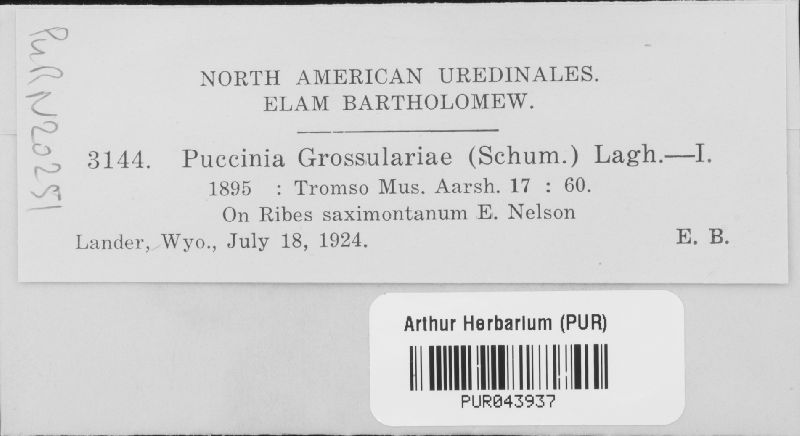 NORTH AMERICAN UREDINALES.
ELAM BARTHOLOMEW.
3144. Puccinia Grossulariae (Schum.) Lagh.—I.
1895 : Tromso Mus. Aarsh. 17 : 60.
On Ribes saximontanum E. Nelson
Lander, Wyo., July 18, 1924. E. B.
PUR N20251
Arthur Herbarium (PUR)
PUR043937